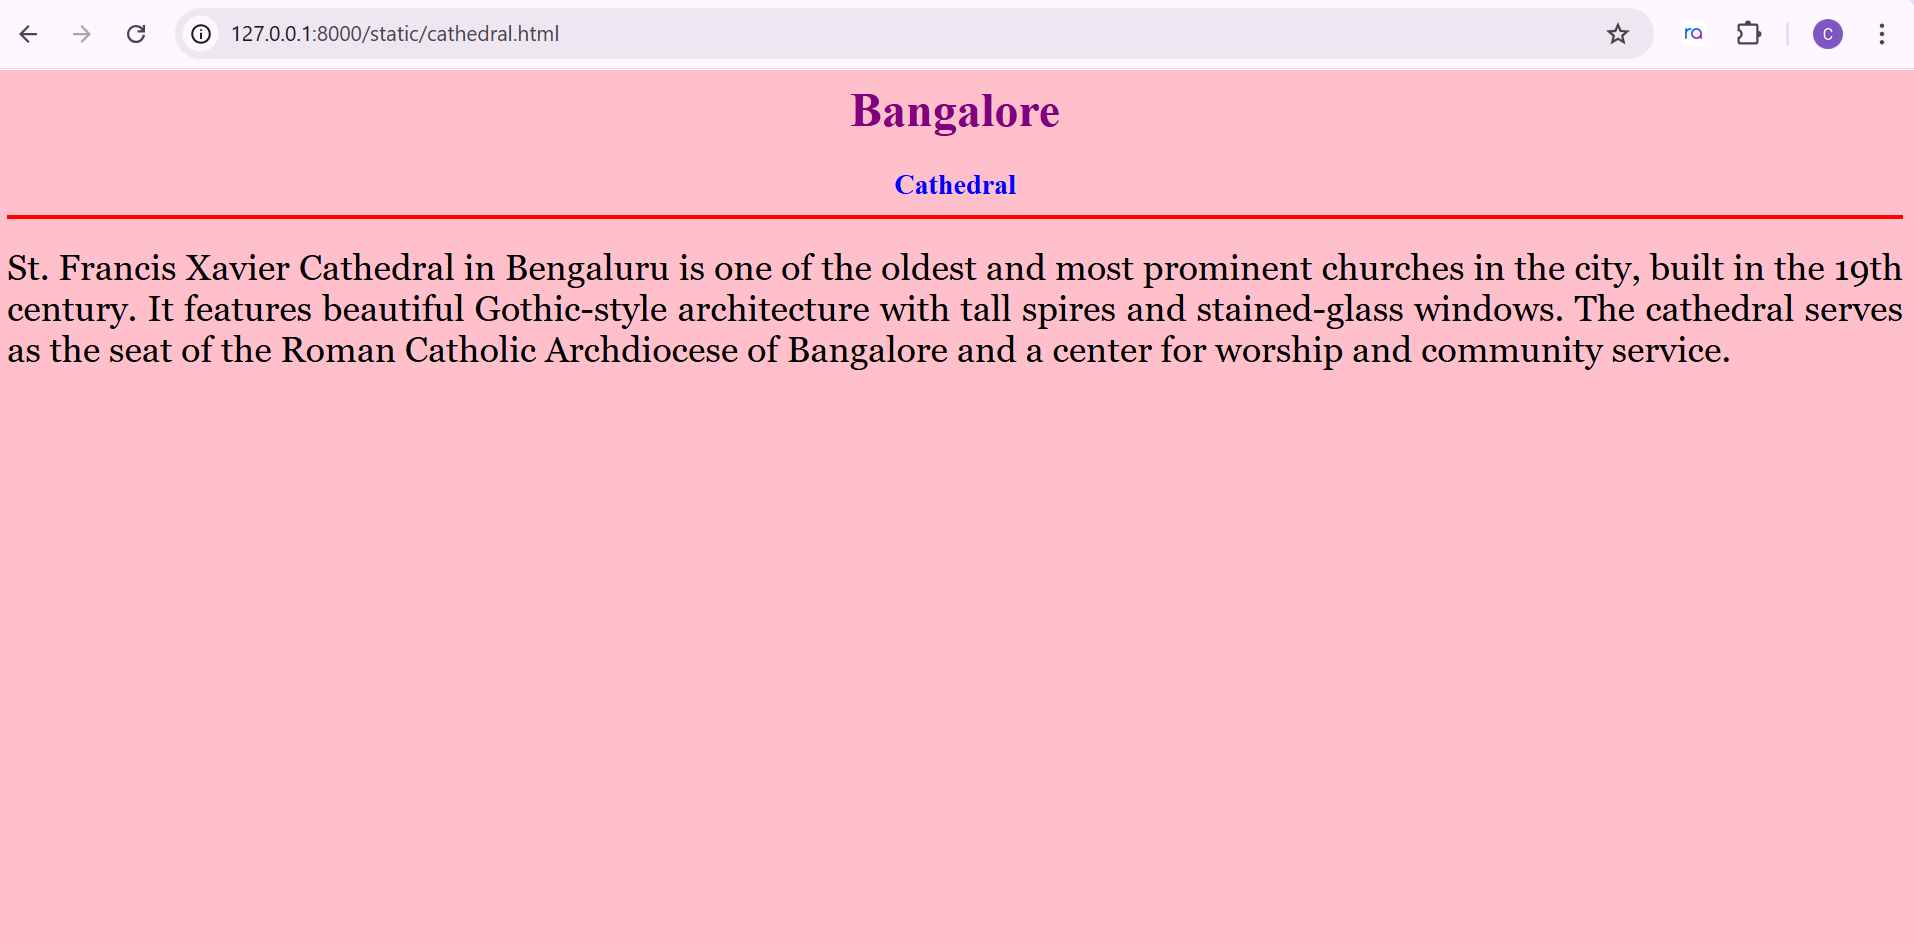 127.0.0.1:8000/static/cathedral.html
ra
C
Bangalore
Cathedral
St. Francis Xavier Cathedral in Bengaluru is one of the oldest and most prominent churches in the city, built in the 19th
century. It features beautiful Gothic-style architecture with tall spires and stained-glass windows. The cathedral serves
as the seat of the Roman Catholic Archdiocese of Bangalore and a center for worship and community service.